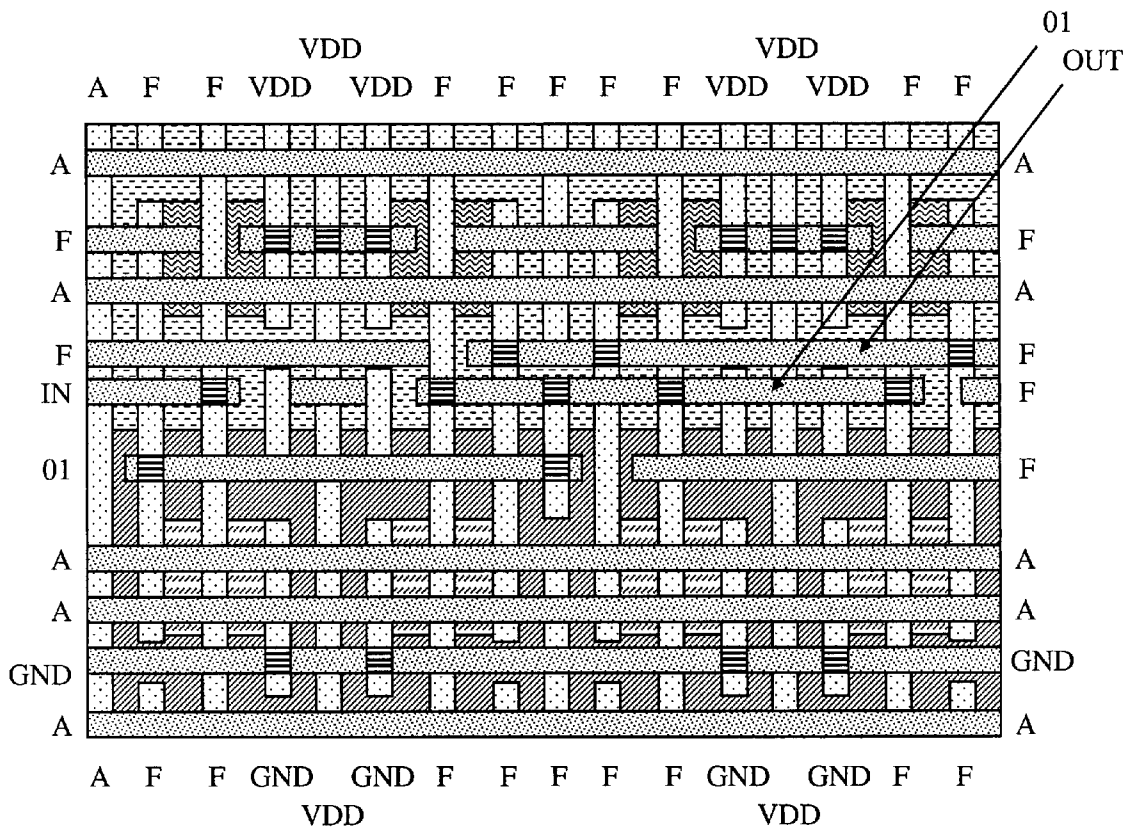 01
VDD VDD
OUT
A F F VDD VDD F F F F F VDD VDD F F
A A
F F
A A
F F
IN F
01 F
A A
A A
GND GND
A A
A F F GND GND F F F F F GND GND F F
VDD VDD